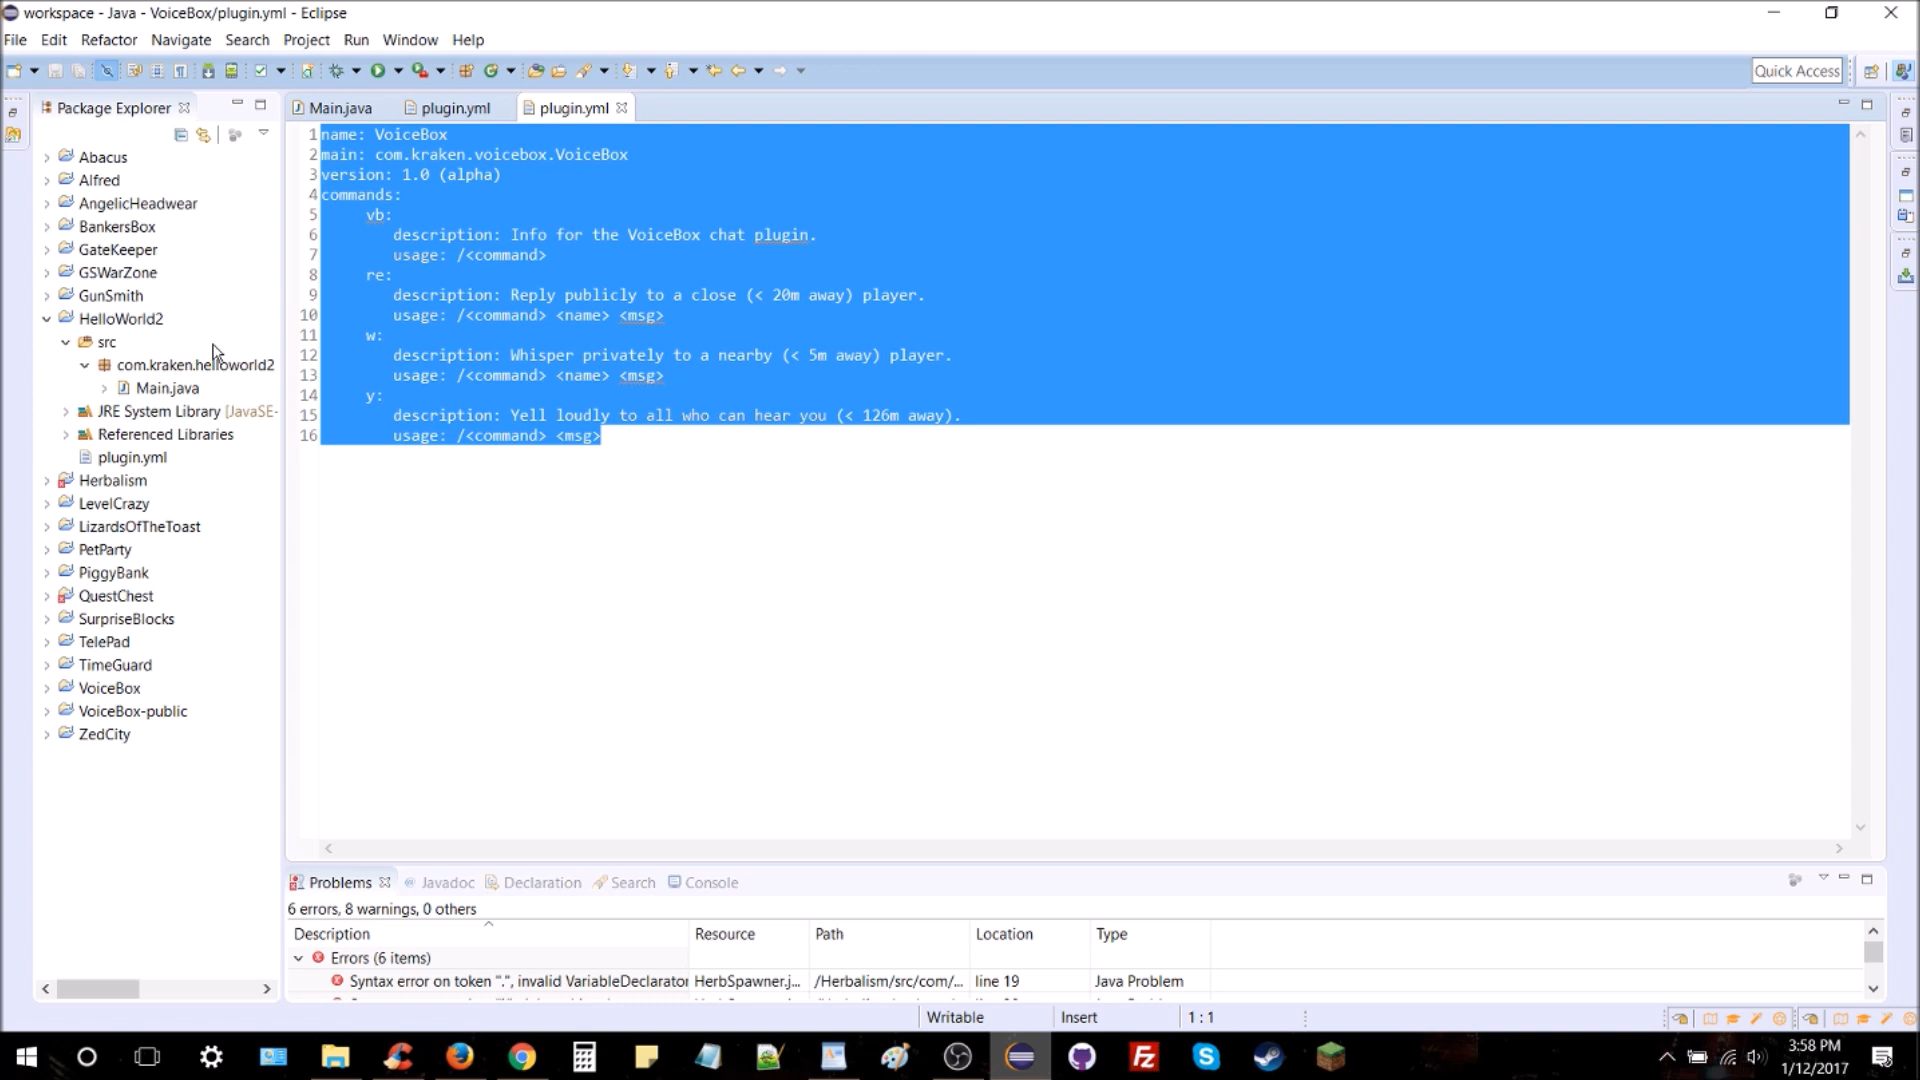 workspace - Java - VoiceBox/plugin.yml - Eclipse
File Edit Refactor Navigate Search Project Run Window Help
Quick Access
Package Explorer
Main.java plugin.yml plugin.yml
Abacus
Alfred
AngelicHeadwear
BankersBox
GateKeeper
GSWarZone
GunSmith
HelloWorld2
src
com.kraken.helloworld2
Main.java
JRE System Library [JavaSE-
Referenced Libraries
plugin.yml
Herbalism
LevelCrazy
LizardsOfTheToast
PetParty
PiggyBank
QuestChest
SurpriseBlocks
TelePad
TimeGuard
VoiceBox
VoiceBox-public
ZedCity
1 name: VoiceBox
2 main: com.kraken.voicebox.VoiceBox
3 version: 1.0 (alpha)
4 commands:
5 vb:
6 description: Info for the VoiceBox chat plugin.
7 usage: /<command>
8 re:
9 description: Reply publicly to a close (< 20m away) player.
10 usage: /<command> <name> <msg>
11 w:
12 description: Whisper privately to a nearby (< 5m away) player.
13 usage: /<command> <name> <msg>
14 y:
15 description: Yell loudly to all who can hear you (< 126m away).
16 usage: /<command> <msg>
Problems Javadoc Declaration Search Console
6 errors, 8 warnings, 0 others
Description Resource Path Location Type
Errors (6 items)
Syntax error on token ".", invalid VariableDeclarator HerbSpawner.j... /Herbalism/src/com/... line 19 Java Problem
Writable Insert 1 : 1
3:58 PM
1/12/2017